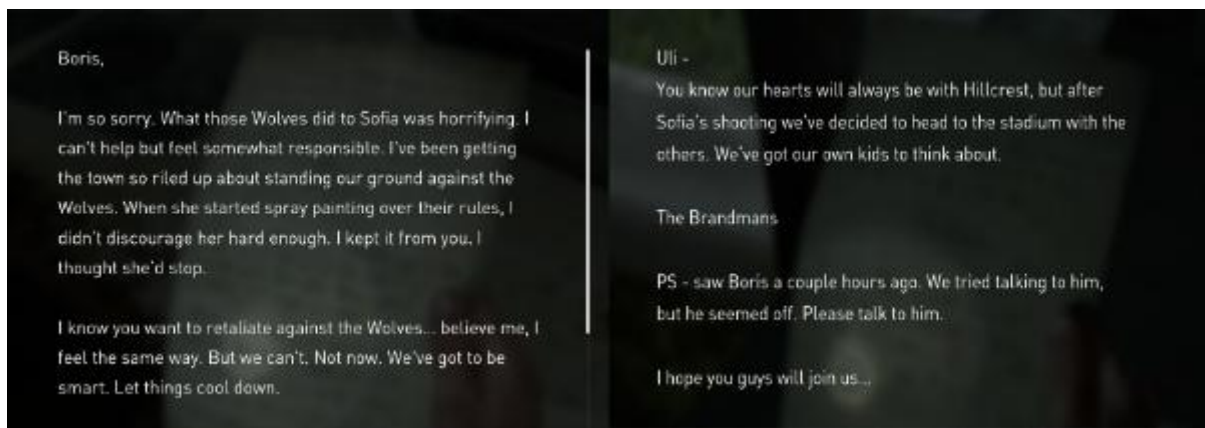 Boris,
I'm so sorry. What those Wolves did to Sofia was horrifying. I
can't help but feel somewhat responsible. I've been getting
the town so riled up about standing our ground against the
Wolves. When she started spray painting over their rules, I
didn't discourage her hard enough. I kept it from you. I
thought she'd stop.
I know you want to retaliate against the Wolves... believe me, I
feel the same way. But we can't. Not now. We've got to be
smart. Let things cool down.
Uli -
You know our hearts will always be with Hillcrest, but after
Sofia's shooting we've decided to head to the stadium with the
others. We've got our own kids to think about.
The Brandmans
PS - saw Boris a couple hours ago. We tried talking to him,
but he seemed off. Please talk to him.
I hope you guys will join us...